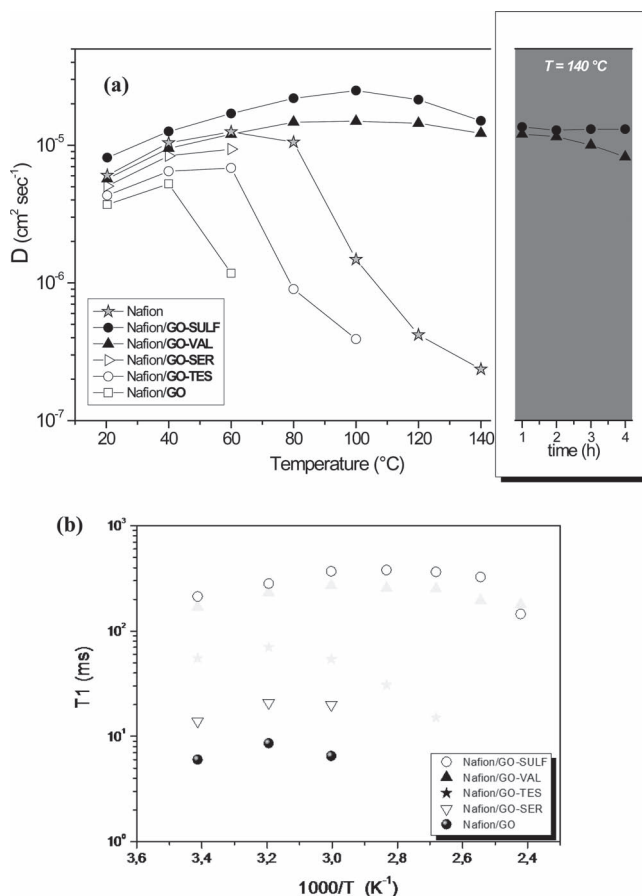 (a)
T = 140 °C
D (cm² sec⁻¹)
10⁻⁵
10⁻⁶
10⁻⁷
Nafion
Nafion/GO-SULF
Nafion/GO-VAL
Nafion/GO-SER
Nafion/GO-TES
Nafion/GO
20 40 60 80 100 120 140
Temperature (°C)
1 2 3 4
time (h)
(b)
T1 (ms)
10³
10²
10¹
10⁰
Nafion/GO-SULF
Nafion/GO-VAL
Nafion/GO-TES
Nafion/GO-SER
Nafion/GO
3,6 3,4 3,2 3,0 2,8 2,6 2,4
1000/T (K⁻¹)